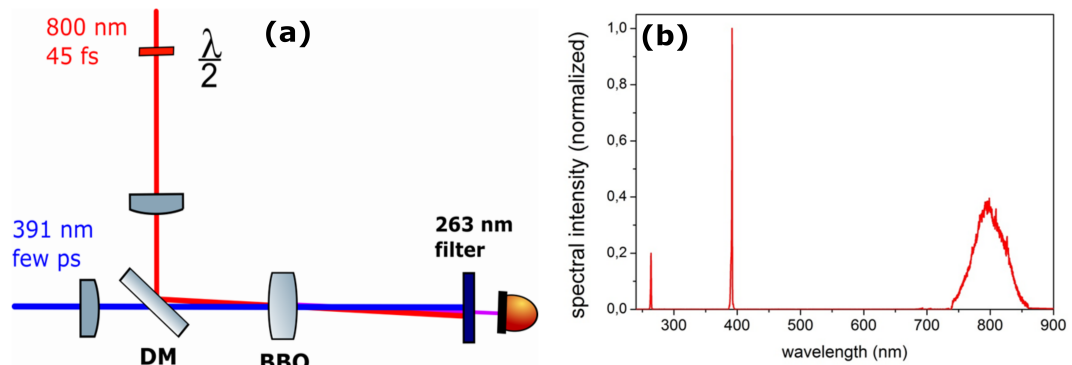 800 nm
45 fs
(a)
λ
2
391 nm
few ps
263 nm
filter
DM
BBO
(b)
spectral intensity (normalized)
1,0
0,8
0,6
0,4
0,2
0,0
300 400 500 600 700 800 900
wavelength (nm)